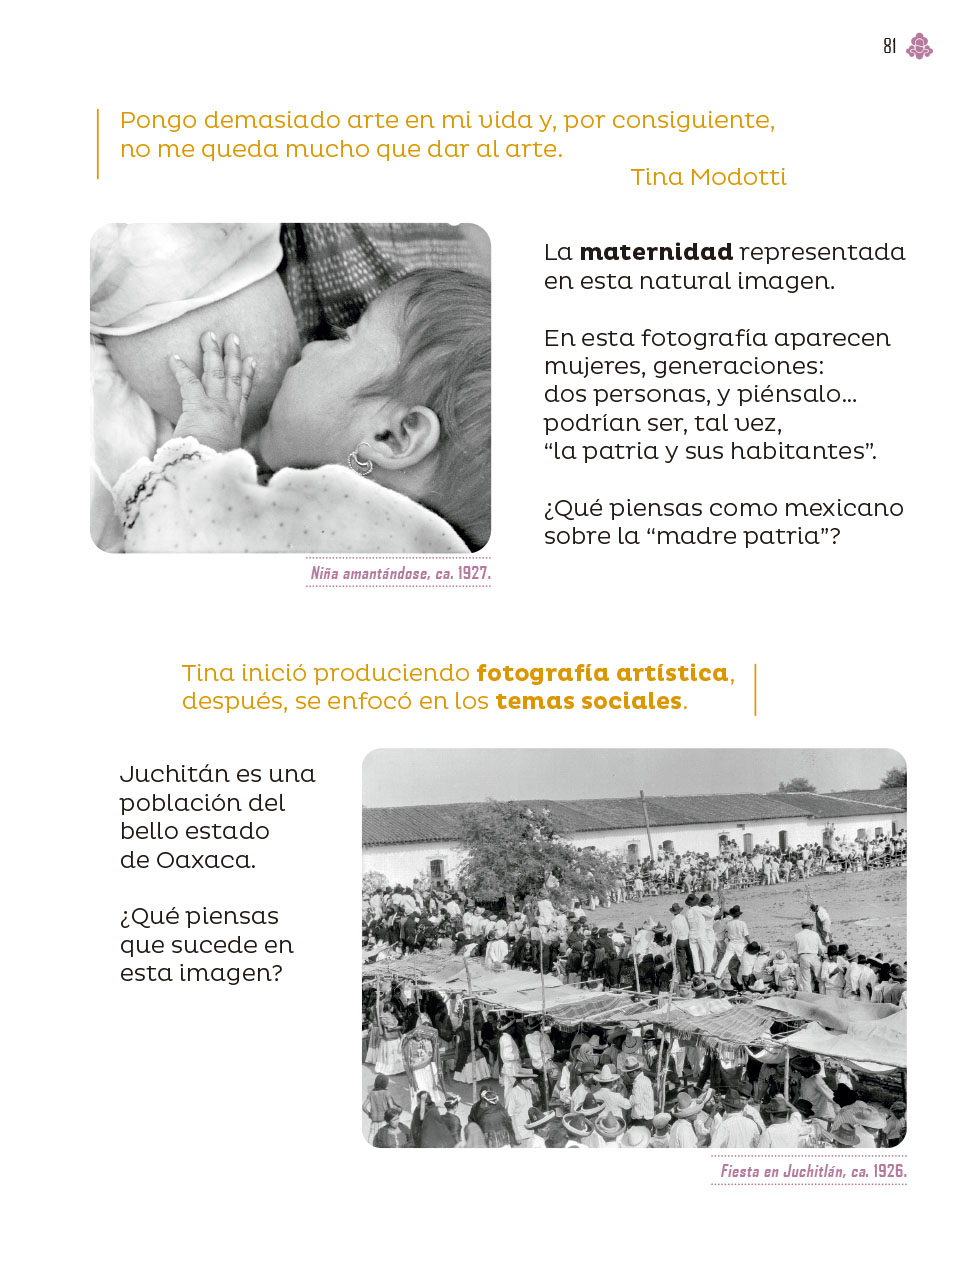 81
Pongo demasiado arte en mi vida y, por consiguiente,
no me queda mucho que dar al arte.
Tina Modotti
La maternidad representada
en esta natural imagen.
En esta fotografía aparecen
mujeres, generaciones:
dos personas, y piénsalo...
podrían ser, tal vez,
“la patria y sus habitantes”.
¿Qué piensas como mexicano
sobre la “madre patria”?
Niña amantándose, ca. 1927.
Tina inició produciendo fotografía artística,
después, se enfocó en los temas sociales.
Juchitán es una
población del
bello estado
de Oaxaca.
¿Qué piensas
que sucede en
esta imagen?
Fiesta en Juchitlán, ca. 1926.